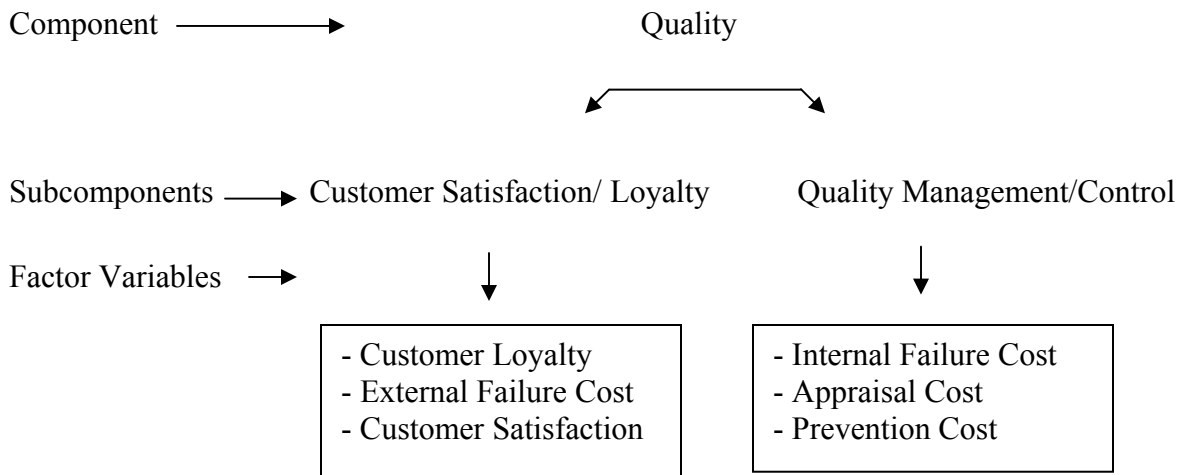 Component Quality
Subcomponents Customer Satisfaction/ Loyalty Quality Management/Control
Factor Variables
- Customer Loyalty
- External Failure Cost
- Customer Satisfaction
- Internal Failure Cost
- Appraisal Cost
- Prevention Cost